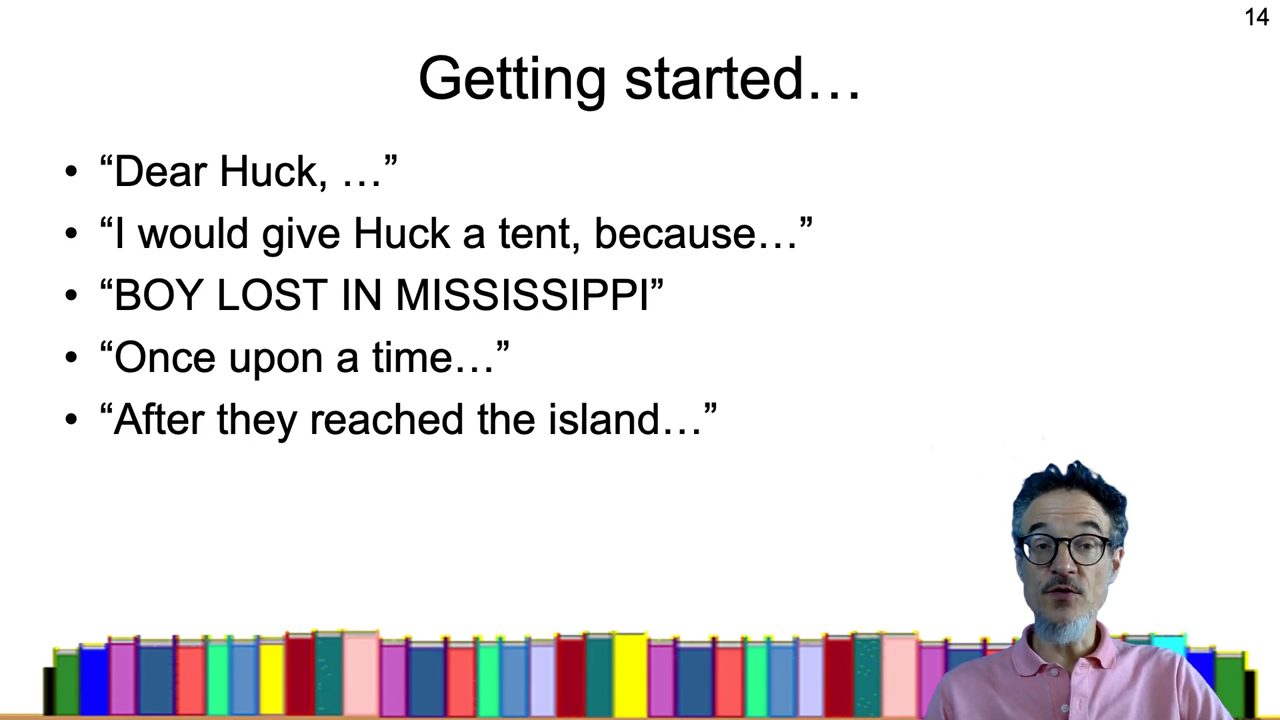 14
Getting started…
• “Dear Huck, …”
• “I would give Huck a tent, because…”
• “BOY LOST IN MISSISSIPPI”
• “Once upon a time…”
• “After they reached the island…”